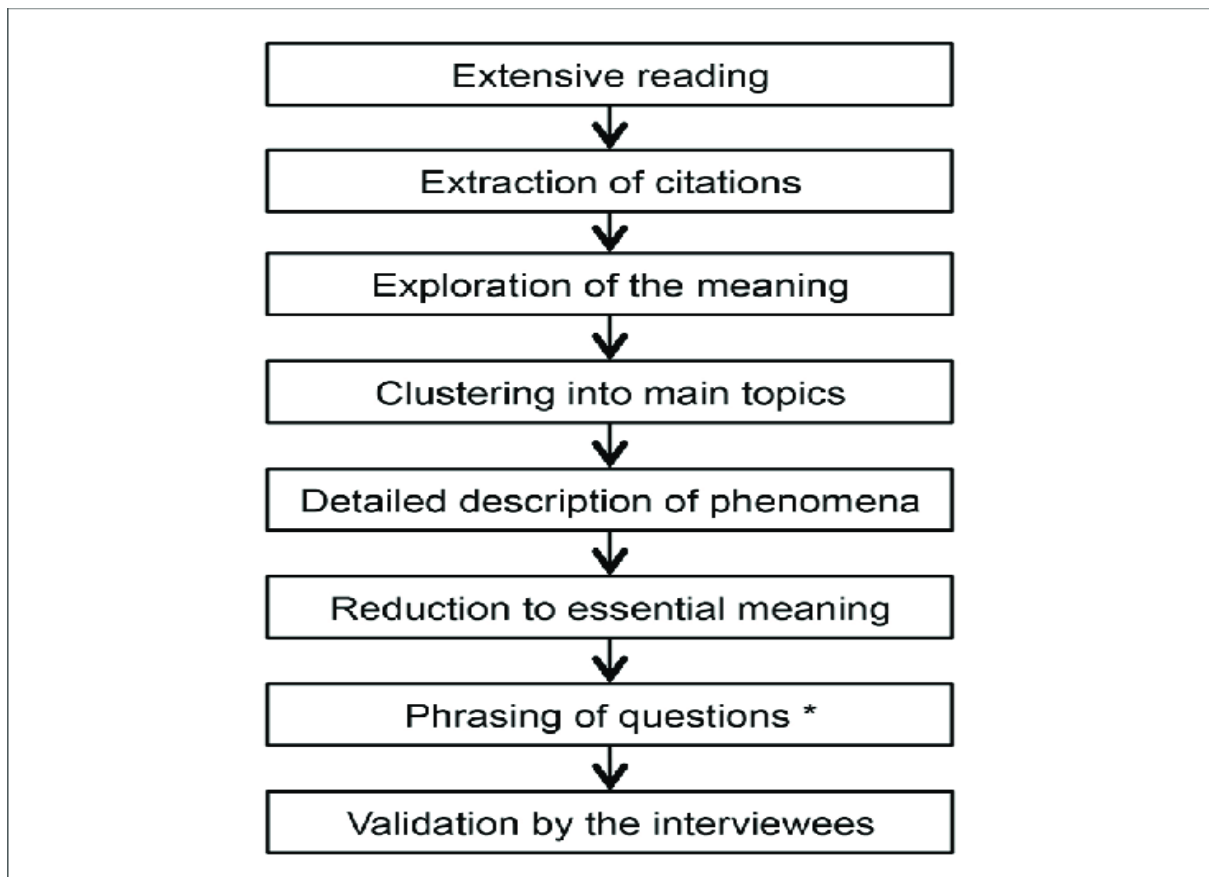 Extensive reading
Extraction of citations
Exploration of the meaning
Clustering into main topics
Detailed description of phenomena
Reduction to essential meaning
Phrasing of questions *
Validation by the interviewees